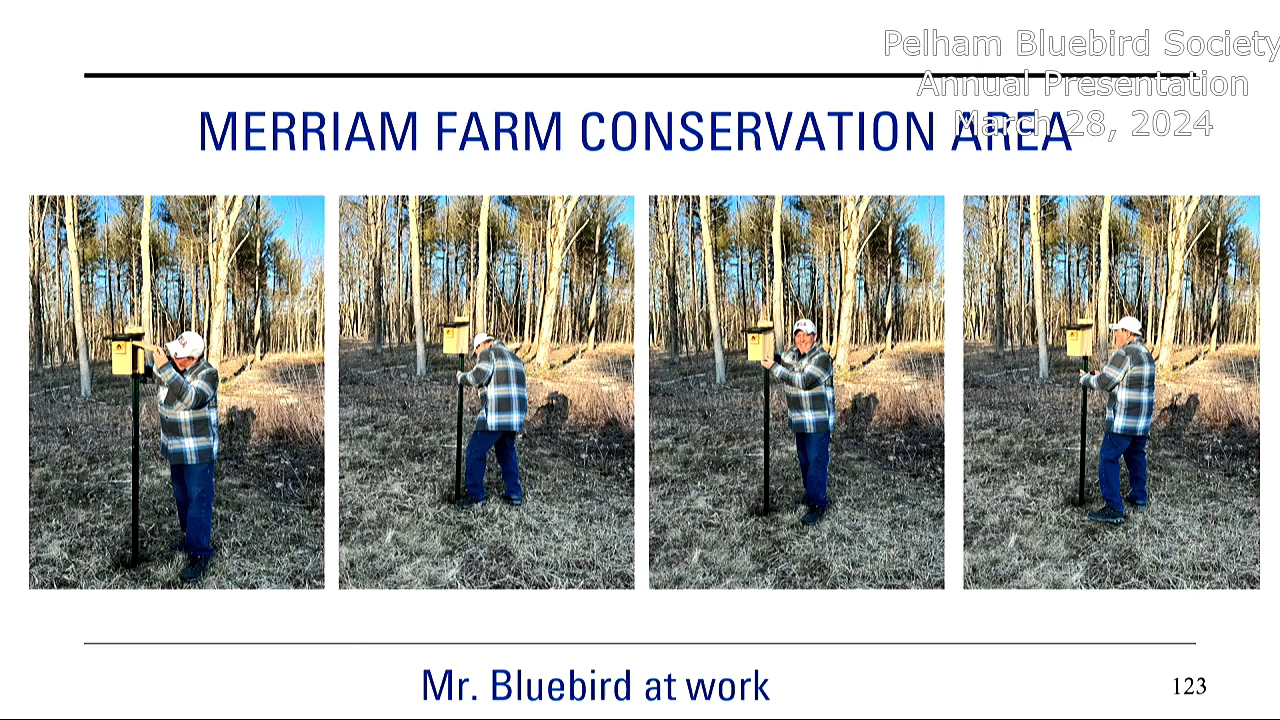 Pelham Bluebird Society
Annual Presentation
March 28, 2024
MERRIAM FARM CONSERVATION AREA
Mr. Bluebird at work
123